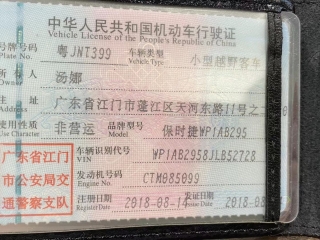 中华人民共和国机动车行驶证
Vehicle License of the People's Republic of China
号牌号码 粤JNT399 车辆类型 小型越野客车
Plate No. Vehicle Type
所有人 汤娜
广东省江门市蓬江区天河东路11号之
使用性质 非营运 品牌型号 保时捷WP1AB295
Use Character Model
广东省江门 车辆识别代号 WP1AB2958JLB52728
VIN
市公安局交 发动机号码 CTM085099
Engine No.
通警察支队 注册日期 2018-08-14 发证日期 2018-08
Register Date Issue Date